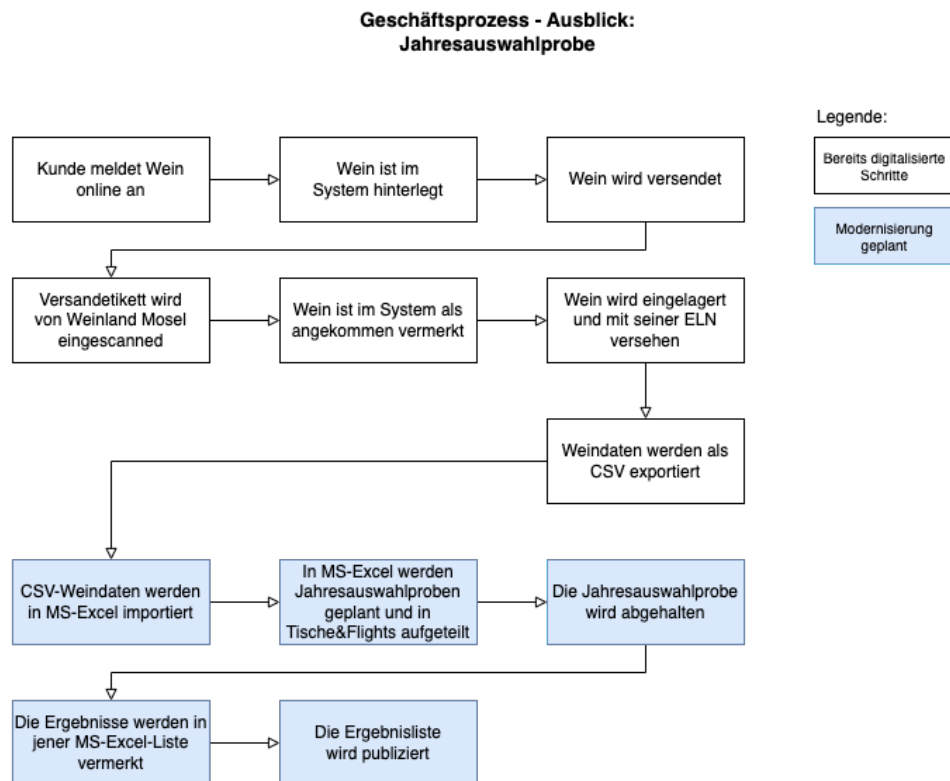 Geschäftsprozess - Ausblick:
Jahresauswahlprobe
Legende:
Bereits digitalisierte
Schritte
Modernisierung
geplant
Kunde meldet Wein
online an
Wein ist im
System hinterlegt
Wein wird versendet
Versandetikett wird
von Weinland Mosel
eingescanned
Wein ist im System als
angekommen vermerkt
Wein wird eingelagert
und mit seiner ELN
versehen
Weindaten werden als
CSV exportiert
CSV-Weindaten werden
in MS-Excel importiert
In MS-Excel werden
Jahresauswahlproben
geplant und in
Tische&Flights aufgeteilt
Die Jahresauswahlprobe
wird abgehalten
Die Ergebnisse werden in
jener MS-Excel-Liste
vermerkt
Die Ergebnisliste
wird publiziert